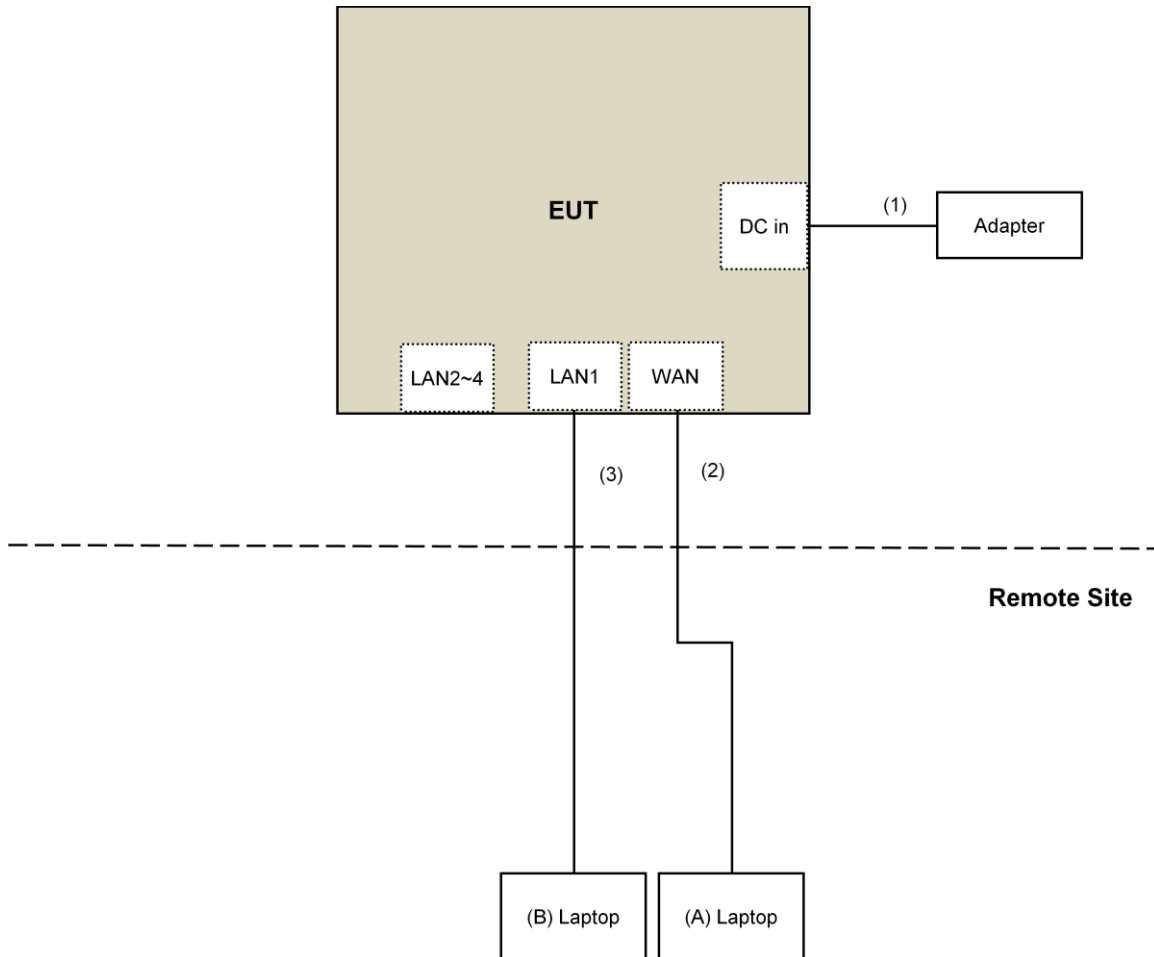 EUT
DC in
(1)
Adapter
LAN2~4
LAN1
WAN
(3)
(2)
Remote Site
(B) Laptop
(A) Laptop